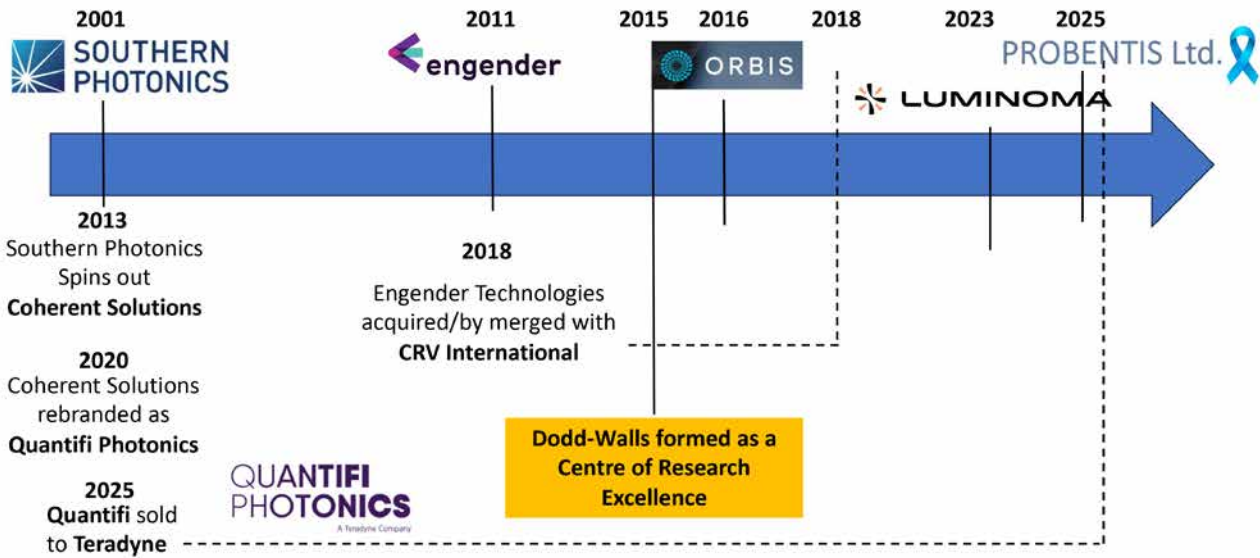 2001
2011
2015
2016
2018
2023
2025
SOUTHERN
PHOTONICS
engender
ORBIS
LUMINOMA
PROBENTIS Ltd.
2013
Southern Photonics
Spins out
Coherent Solutions
2020
Coherent Solutions
rebranded as
Quantifi Photonics
2025
Quantifi sold
to Teradyne
QUANTIFI
PHOTONICS
A Teradyne Company
2018
Engender Technologies
acquired/by merged with
CRV International
Dodd-Walls formed as a
Centre of Research
Excellence